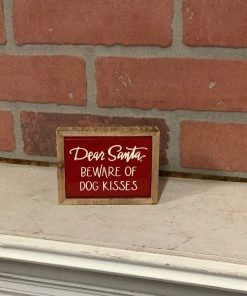 Dear Santa,
BEWARE OF
DOG KISSES